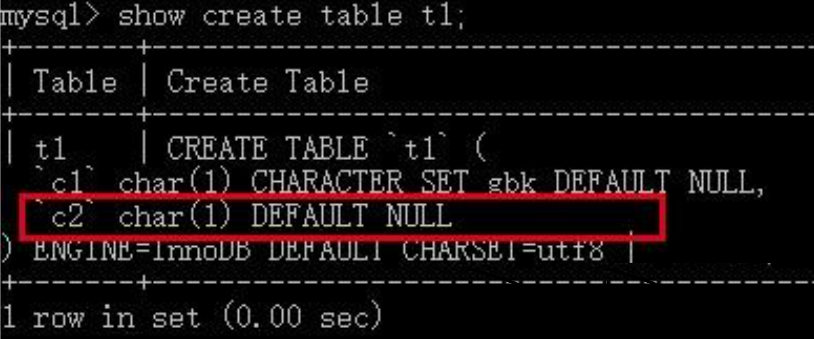 mysql> show create table t1;
+-------+--------------------------------------------
| Table | Create Table
+-------+--------------------------------------------
| t1 | CREATE TABLE `t1` (
`c1` char(1) CHARACTER SET gbk DEFAULT NULL,
`c2` char(1) DEFAULT NULL
) ENGINE=InnoDB DEFAULT CHARSET=utf8 |
+-------+--------------------------------------------
1 row in set (0.00 sec)